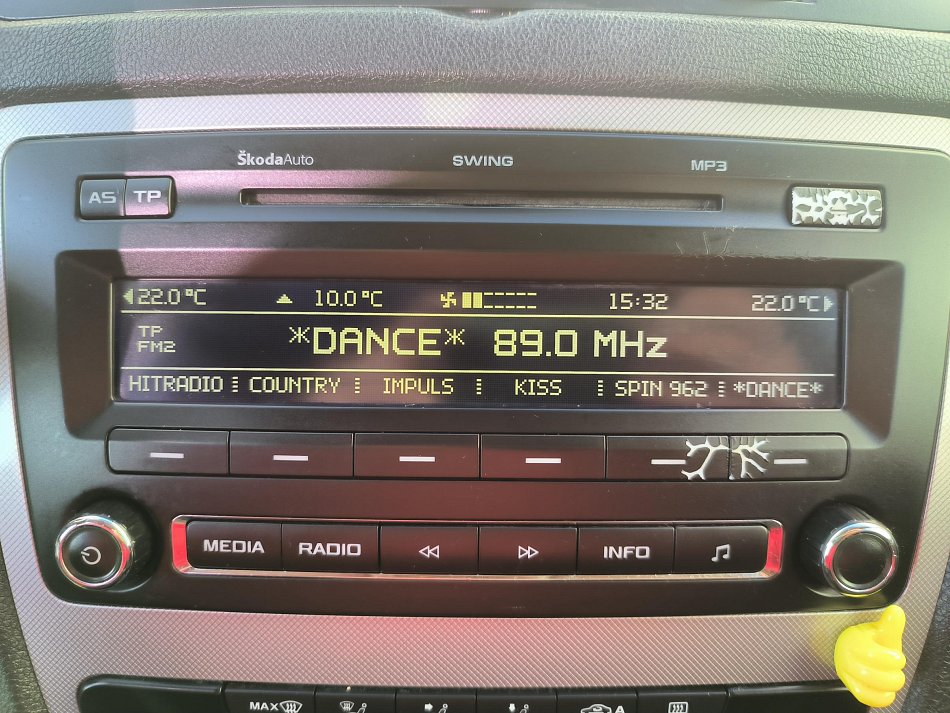 ŠkodaAuto SWING MP3
AS TP
22.0°C 10.0°C 15:32 22.0°C
TP
FM2
*DANCE* 89.0 MHz
HITRADIO COUNTRY IMPULS KISS SPIN 962 *DANCE*
MEDIA RADIO INFO
MAX A